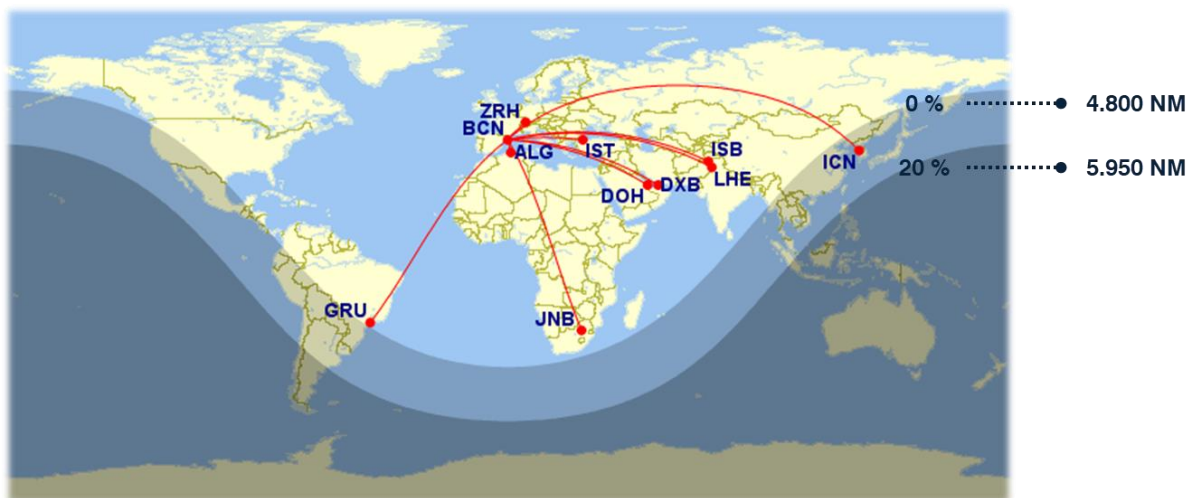 0 % 4.800 NM
ZRH
BCN
ALG IST ISB
ICN
20 % 5.950 NM
LHE
DOH DXB
GRU
JNB